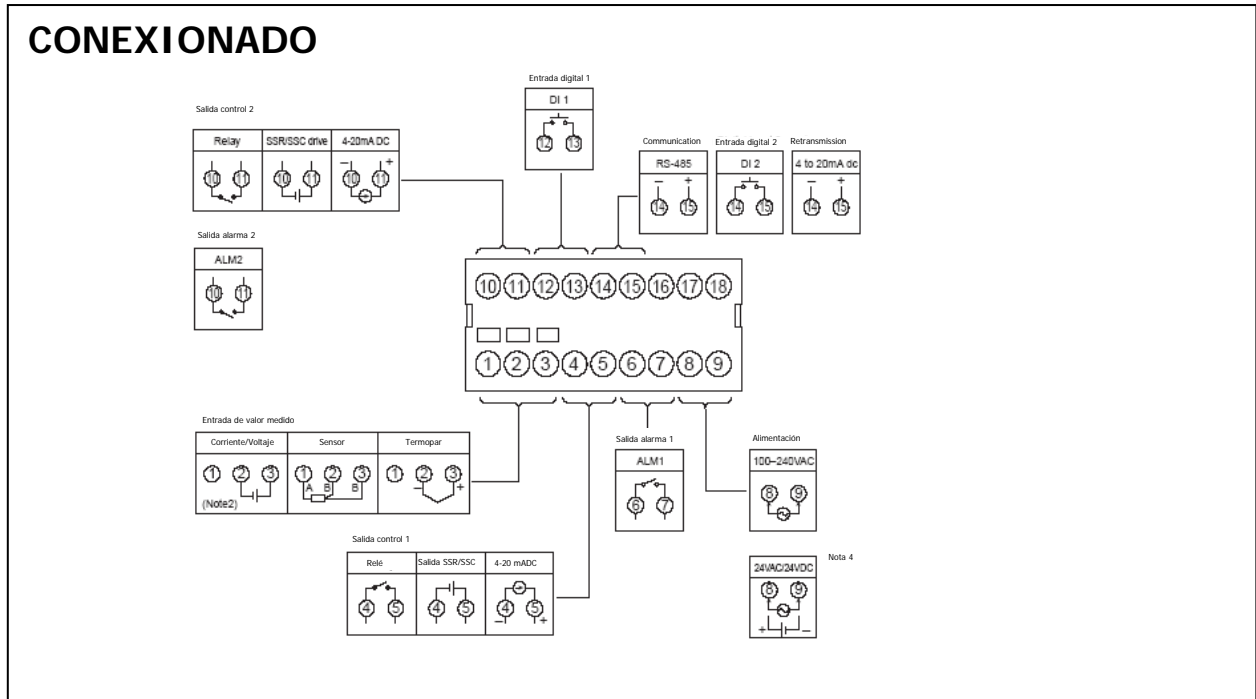 CONEXIONADO
Entrada digital 1
DI 1
12 13
Salida control 2
Relay SSR/SSC drive 4-20mA DC
− +
10 11 10 11 10 11
Communication Entrada digital 2 Retransmission
RS-485 DI 2 4 to 20mA dc
− + − +
14 15 14 15 14 15
Salida alarma 2
ALM2
10 11
10 11 12 13 14 15 16 17 18
1 2 3 4 5 6 7 8 9
Entrada de valor medido
Corriente/Voltaje Sensor Termopar
1 2 3 1 2 3 1 2 3
A B B − +
(Note2)
Salida alarma 1
ALM1
6 7
Alimentación
100–240VAC
8 9
Salida control 1
Relé Salida SSR/SSC 4-20 mADC
4 5 4 5 4 5
− +
Nota 4
24VAC/24VDC
8 9
+ −